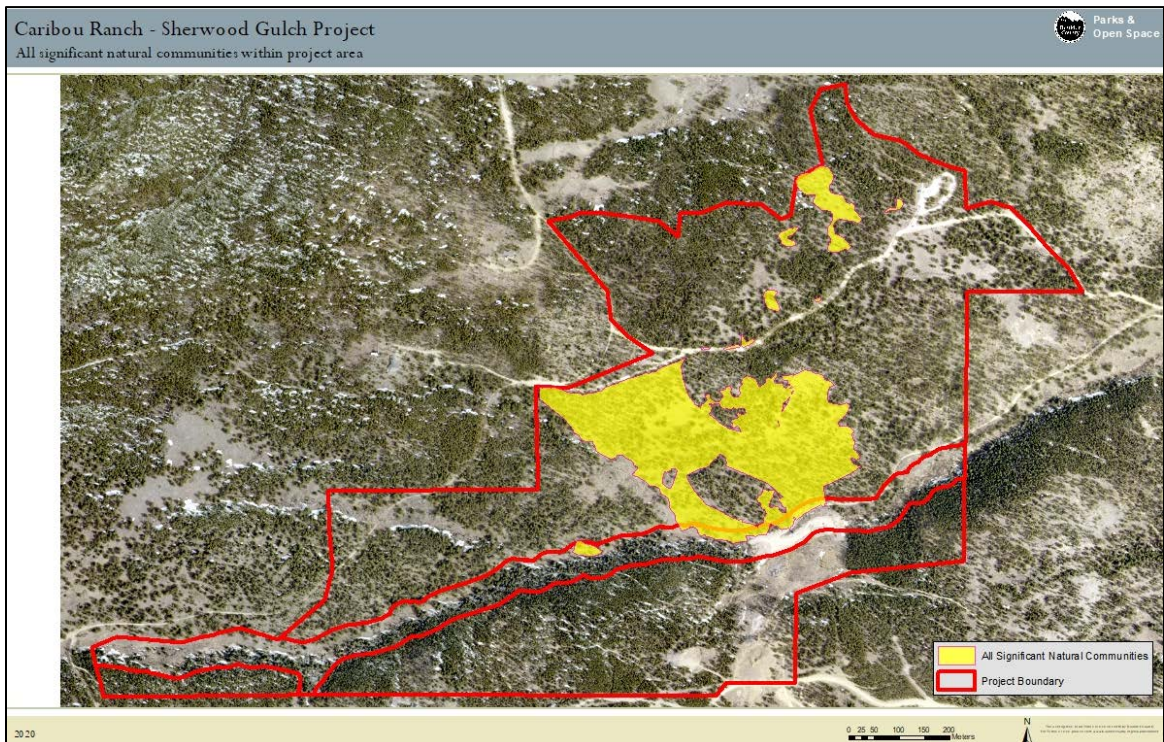 Caribou Ranch - Sherwood Gulch Project
All significant natural communities within project area
Parks &
Open Space
All Significant Natural Communities
Project Boundary
2020
0 25 50 100 150 200
Meters
N